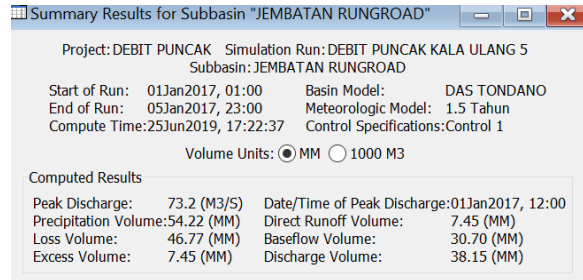 Summary Results for Subbasin "JEMBATAN RUNGROAD"
Project: DEBIT PUNCAK Simulation Run: DEBIT PUNCAK KALA ULANG 5
Subbasin: JEMBATAN RUNGROAD
Start of Run: 01Jan2017, 01:00 Basin Model: DAS TONDANO
End of Run: 05Jan2017, 23:00 Meteorologic Model: 1.5 Tahun
Compute Time:25Jun2019, 17:22:37 Control Specifications:Control 1
Volume Units: MM 1000 M3
Computed Results
Peak Discharge: 73.2 (M3/S) Date/Time of Peak Discharge:01Jan2017, 12:00
Precipitation Volume:54.22 (MM) Direct Runoff Volume: 7.45 (MM)
Loss Volume: 46.77 (MM) Baseflow Volume: 30.70 (MM)
Excess Volume: 7.45 (MM) Discharge Volume: 38.15 (MM)